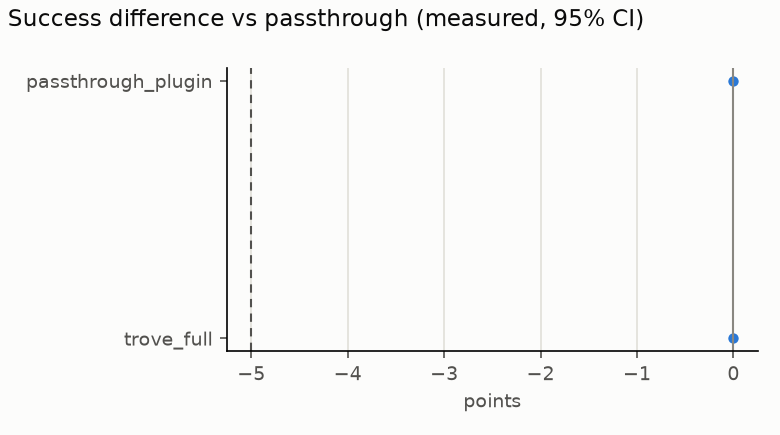 Success difference vs passthrough (measured, 95% CI)
passthrough_plugin
trove_full
−5 −4 −3 −2 −1 0
points